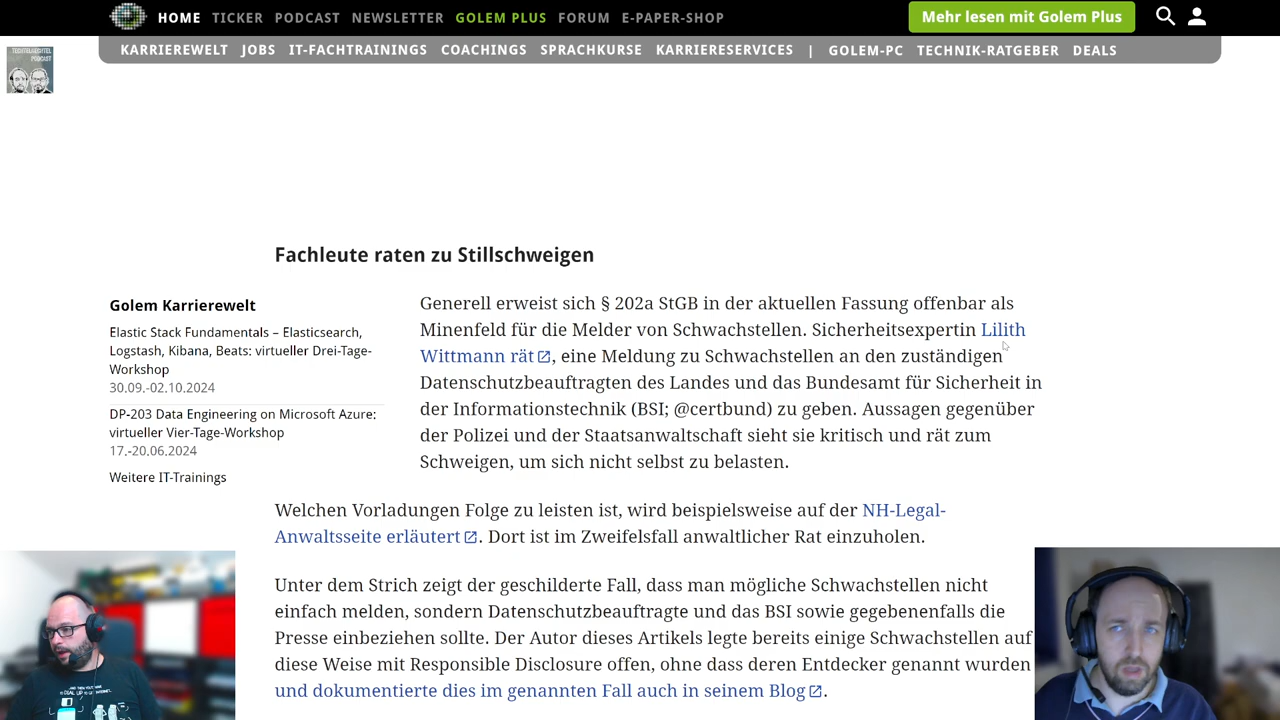 HOME TICKER PODCAST NEWSLETTER GOLEM PLUS FORUM E-PAPER-SHOP
Mehr lesen mit Golem Plus
KARRIEREWELT JOBS IT-FACHTRAININGS COACHINGS SPRACHKURSE KARRIERESERVICES | GOLEM-PC TECHNIK-RATGEBER DEALS
PODCAST
Fachleute raten zu Stillschweigen
Golem Karrierewelt
Elastic Stack Fundamentals – Elasticsearch,
Logstash, Kibana, Beats: virtueller Drei-Tage-
Workshop
30.09.-02.10.2024
DP-203 Data Engineering on Microsoft Azure:
virtueller Vier-Tage-Workshop
17.-20.06.2024
Weitere IT-Trainings
Generell erweist sich § 202a StGB in der aktuellen Fassung offenbar als
Minenfeld für die Melder von Schwachstellen. Sicherheitsexpertin Lilith
Wittmann rät, eine Meldung zu Schwachstellen an den zuständigen
Datenschutzbeauftragten des Landes und das Bundesamt für Sicherheit in
der Informationstechnik (BSI; @certbund) zu geben. Aussagen gegenüber
der Polizei und der Staatsanwaltschaft sieht sie kritisch und rät zum
Schweigen, um sich nicht selbst zu belasten.
Welchen Vorladungen Folge zu leisten ist, wird beispielsweise auf der NH-Legal-
Anwaltsseite erläutert. Dort ist im Zweifelsfall anwaltlicher Rat einzuholen.
Unter dem Strich zeigt der geschilderte Fall, dass man mögliche Schwachstellen nicht
einfach melden, sondern Datenschutzbeauftragte und das BSI sowie gegebenenfalls die
Presse einbeziehen sollte. Der Autor dieses Artikels legte bereits einige Schwachstellen auf
diese Weise mit Responsible Disclosure offen, ohne dass deren Entdecker genannt wurden
und dokumentierte dies im genannten Fall auch in seinem Blog.